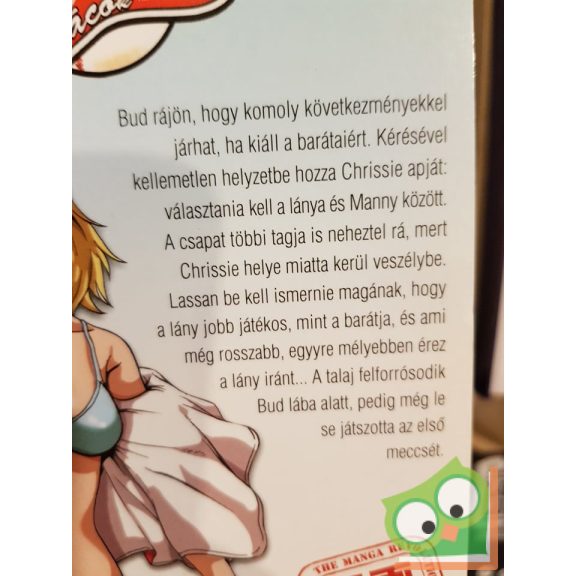 ácok
Bud rájön, hogy komoly következményekkel
járhat, ha kiáll a barátaiért. Kérésével
kellemetlen helyzetbe hozza Chrissie apját:
választania kell a lánya és Manny között.
A csapat többi tagja is neheztel rá, mert
Chrissie helye miatta kerül veszélybe.
Lassan be kell ismernie magának, hogy
a lány jobb játékos, mint a barátja, és ami
még rosszabb, egyyre mélyebben érez
a lány iránt... A talaj felforrósodik
Bud lába alatt, pedig még le
se játszotta az első
meccsét.
THE MANGA